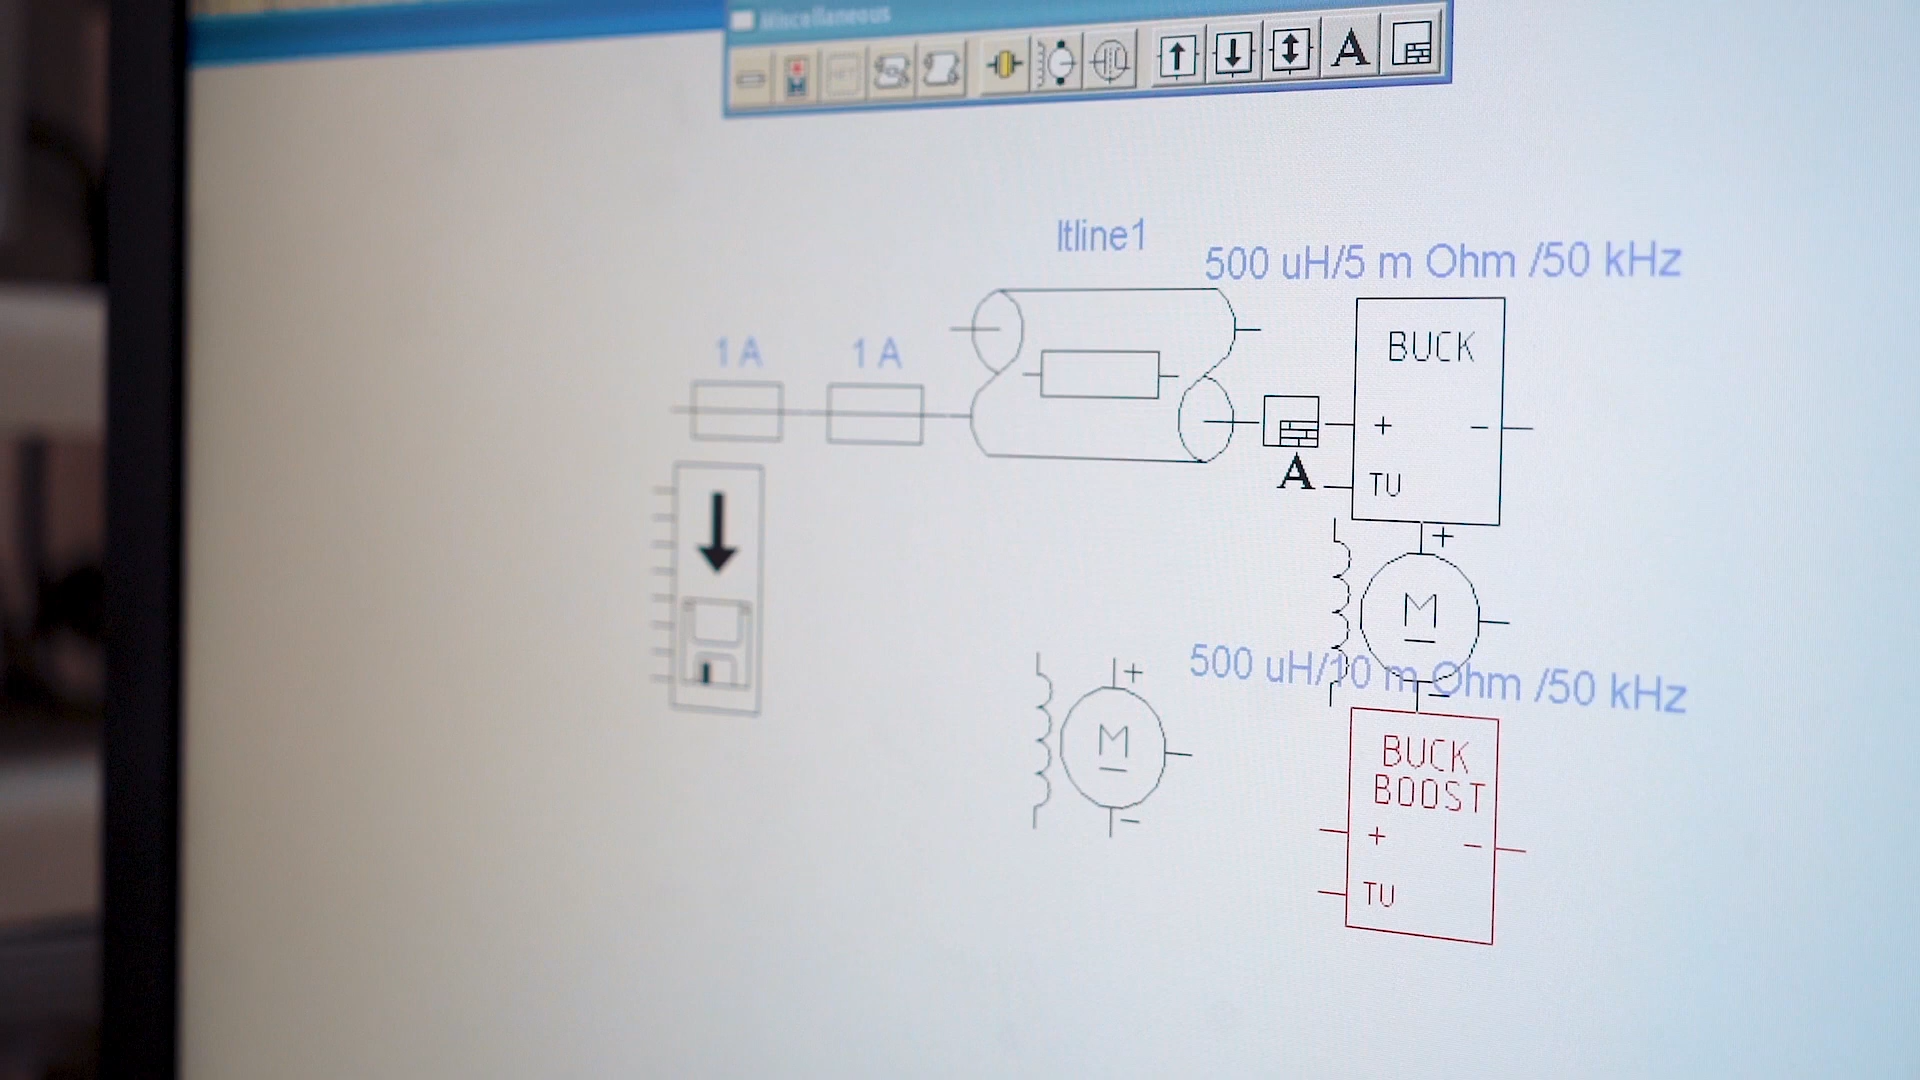 Miscellaneous
A
ltline1
500 uH/5 m Ohm /50 kHz
1 A
1 A
BUCK
+ −
A
TU
+
M
500 uH/10 m Ohm /50 kHz
−
+
M
−
BUCK
BOOST
+ −
TU